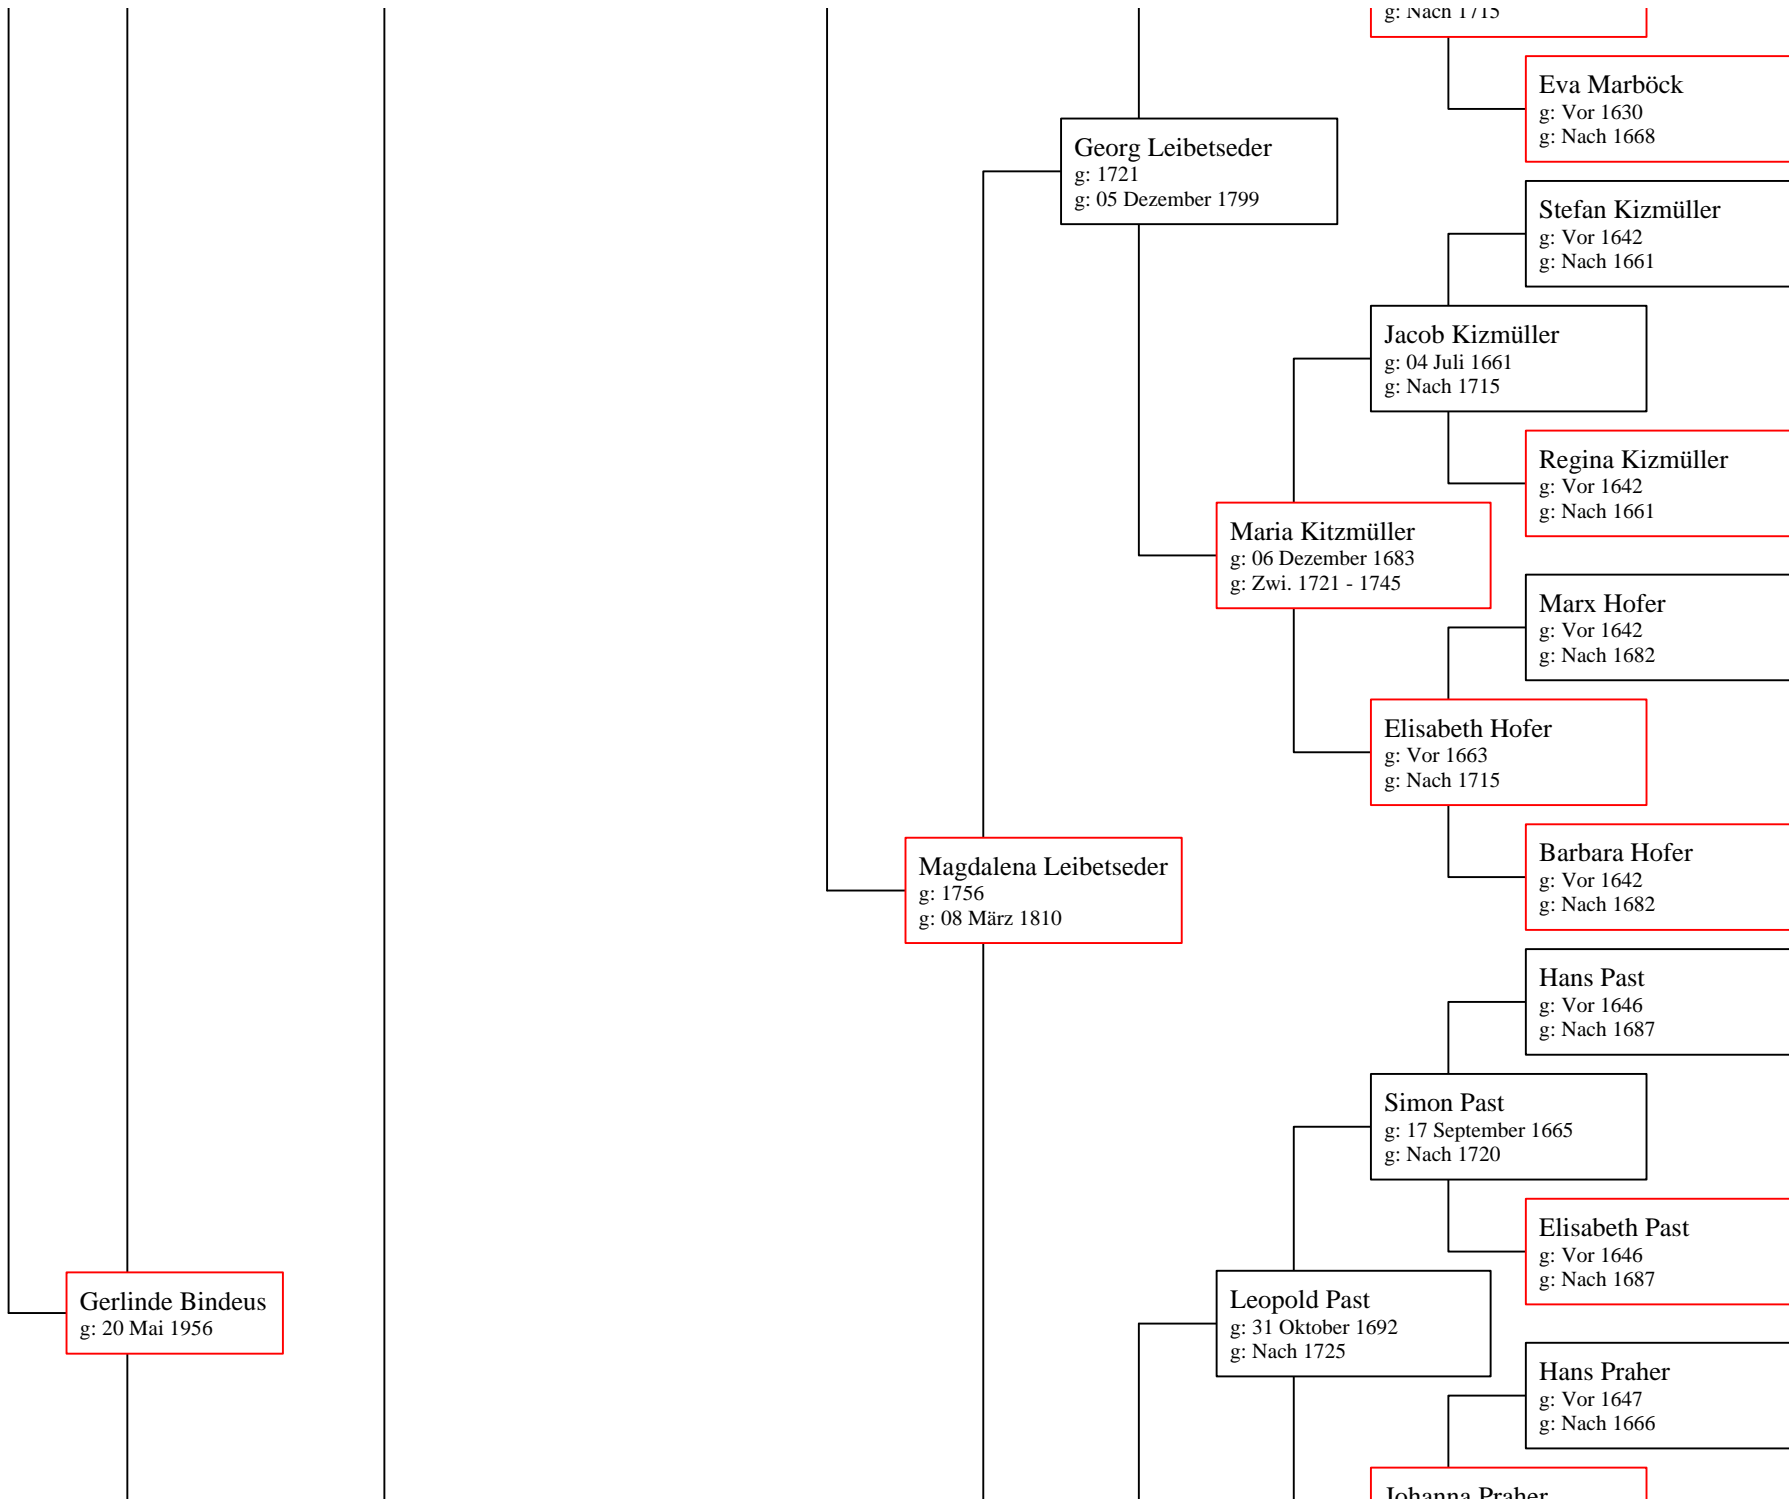 g: Nach 1715
Eva Marböck
g: Vor 1630
g: Nach 1668
Georg Leibetseder
g: 1721
g: 05 Dezember 1799
Stefan Kizmüller
g: Vor 1642
g: Nach 1661
Jacob Kizmüller
g: 04 Juli 1661
g: Nach 1715
Regina Kizmüller
g: Vor 1642
g: Nach 1661
Maria Kitzmüller
g: 06 Dezember 1683
g: Zwi. 1721 - 1745
Marx Hofer
g: Vor 1642
g: Nach 1682
Elisabeth Hofer
g: Vor 1663
g: Nach 1715
Barbara Hofer
g: Vor 1642
g: Nach 1682
Magdalena Leibetseder
g: 1756
g: 08 März 1810
Hans Past
g: Vor 1646
g: Nach 1687
Simon Past
g: 17 September 1665
g: Nach 1720
Elisabeth Past
g: Vor 1646
g: Nach 1687
Gerlinde Bindeus
g: 20 Mai 1956
Leopold Past
g: 31 Oktober 1692
g: Nach 1725
Hans Praher
g: Vor 1647
g: Nach 1666
Johanna Praher